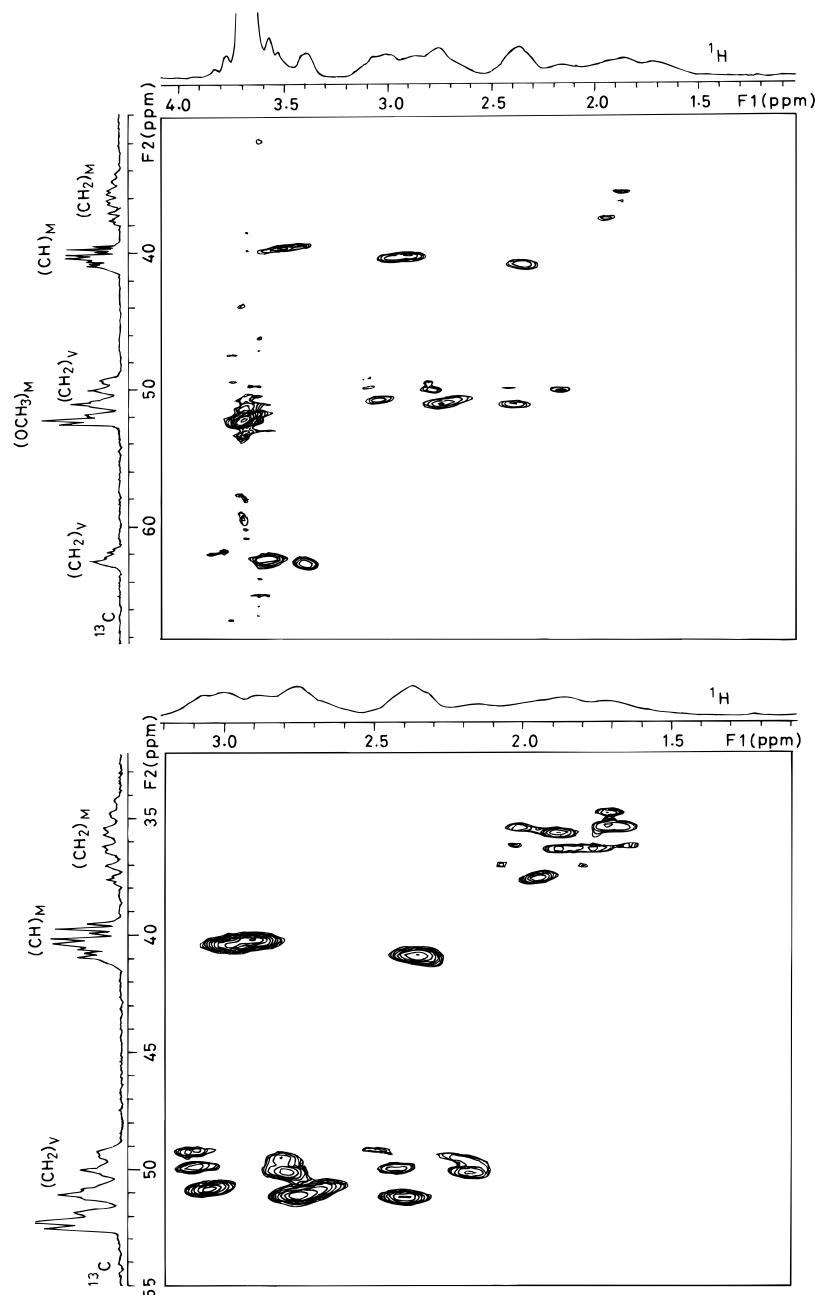 ¹H
4.0 3.5 3.0 2.5 2.0 1.5 F1(ppm)
F2(ppm)
40
50
60
(CH₂)M
(CH)M
(CH₂)V
(OCH₃)M
(CH₂)V
¹³C
¹H
3.0 2.5 2.0 1.5 F1(ppm)
F2(ppm)
35
40
45
50
55
(CH₂)M
(CH)M
(CH₂)V
¹³C